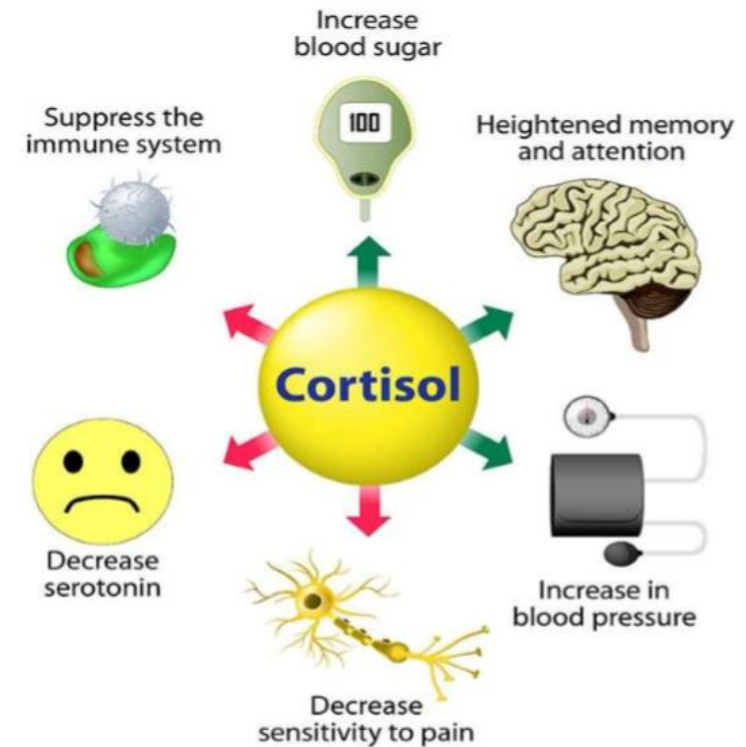 Increase
blood sugar
100
Suppress the
immune system
Heightened memory
and attention
Cortisol
Decrease
serotonin
Increase in
blood pressure
Decrease
sensitivity to pain